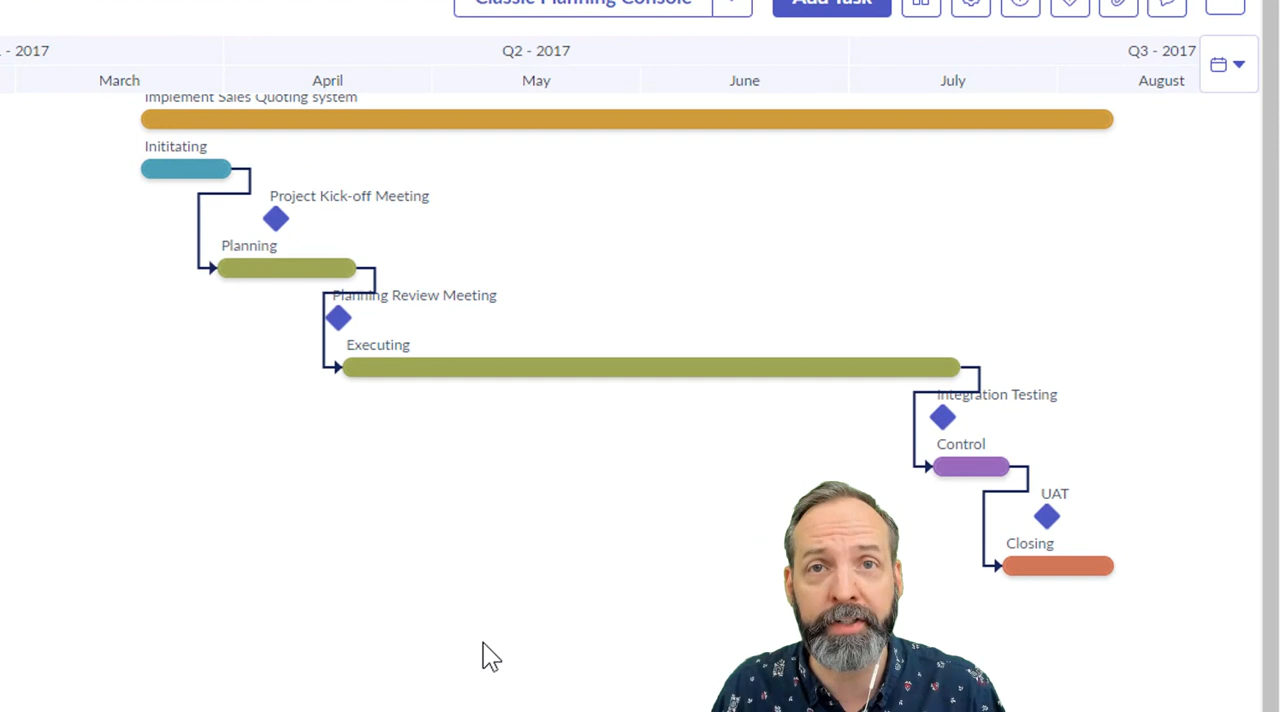 Classic Planning Console
Add Task
- 2017
Q2 - 2017
Q3 - 2017
March
April
May
June
July
August
Implement Sales Quoting system
Inititating
Project Kick-off Meeting
Planning
Planning Review Meeting
Executing
Integration Testing
Control
UAT
Closing